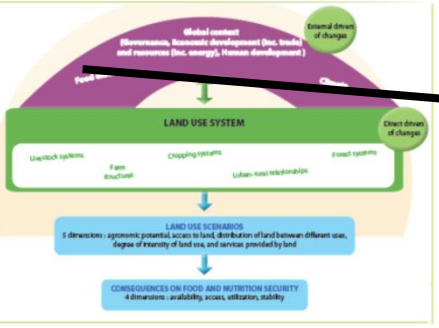 External drivers
of changes
Global context
(Governance, Economic development (inc. trade)
and resources (inc. energy), Human development)
Food
Direct drivers
of changes
LAND USE SYSTEM
Livestock systems
Cropping systems
Forest systems
Farm
structures
Urban-rural relationships
LAND USE SCENARIOS
5 dimensions : agronomic potential, access to land, distribution of land between different uses,
degree of intensity of land use, and services provided by land
CONSEQUENCES ON FOOD AND NUTRITION SECURITY
4 dimensions : availability, access, utilization, stability